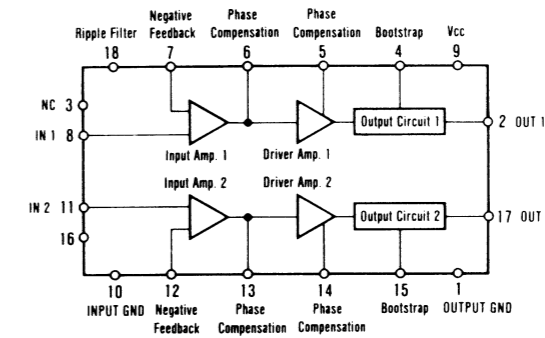 Negative Phase Phase
Ripple Filter Feedback Compensation Compensation Bootstrap Vcc
18 7 6 5 4 9
NC 3
IN 1 8
Output Circuit 1
2 OUT 1
Input Amp. 1 Driver Amp. 1
Input Amp. 2 Driver Amp. 2
IN 2 11
Output Circuit 2
17 OUT
16
10 12 13 14 15 1
INPUT GND Negative Phase Phase Bootstrap OUTPUT GND
Feedback Compensation Compensation